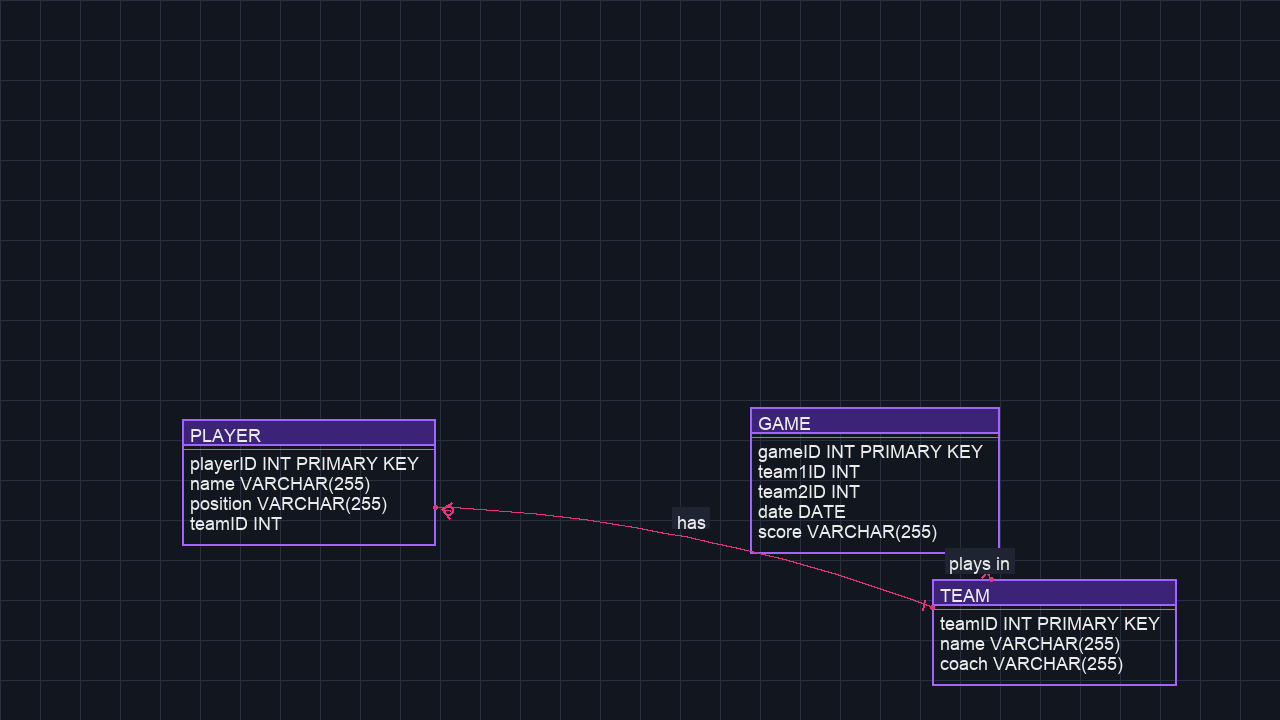 PLAYER
playerID INT PRIMARY KEY
name VARCHAR(255)
position VARCHAR(255)
teamID INT
has
GAME
gameID INT PRIMARY KEY
team1ID INT
team2ID INT
date DATE
score VARCHAR(255)
plays in
TEAM
teamID INT PRIMARY KEY
name VARCHAR(255)
coach VARCHAR(255)